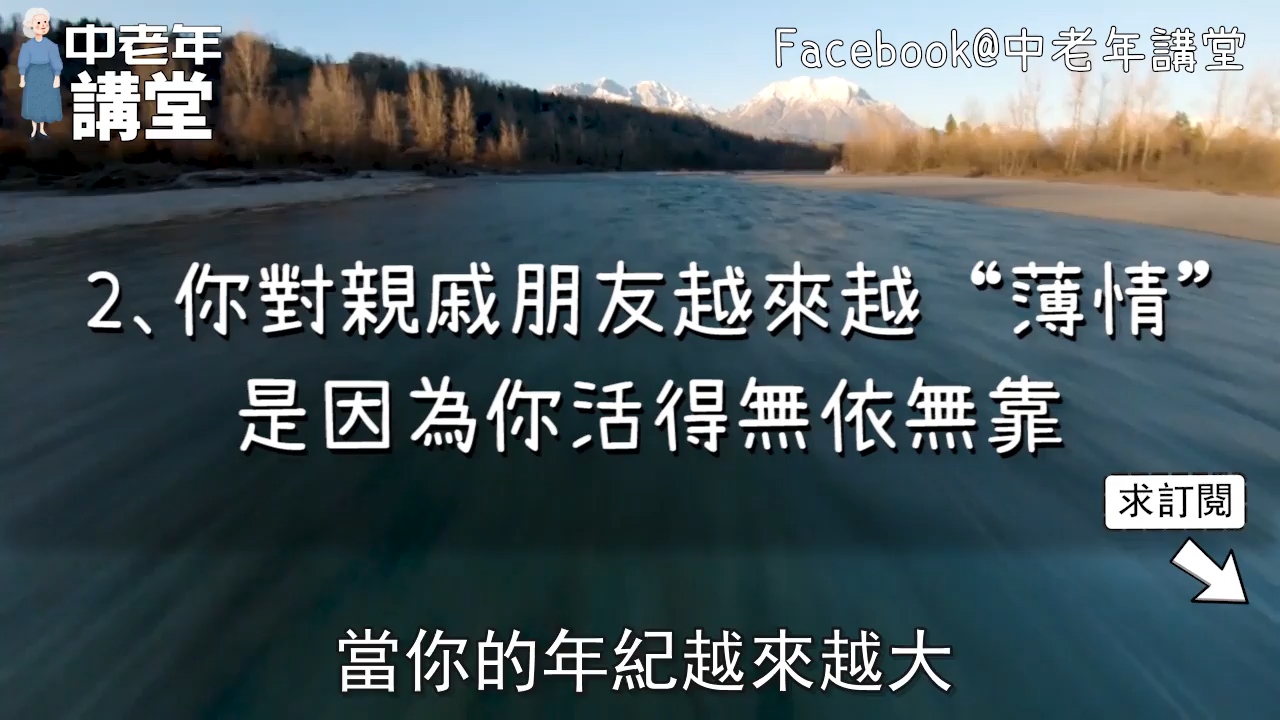 中老年
講堂
Facebook@中老年講堂
2、你對親戚朋友越來越“薄情”
是因為你活得無依無靠
求訂閱
當你的年紀越來越大